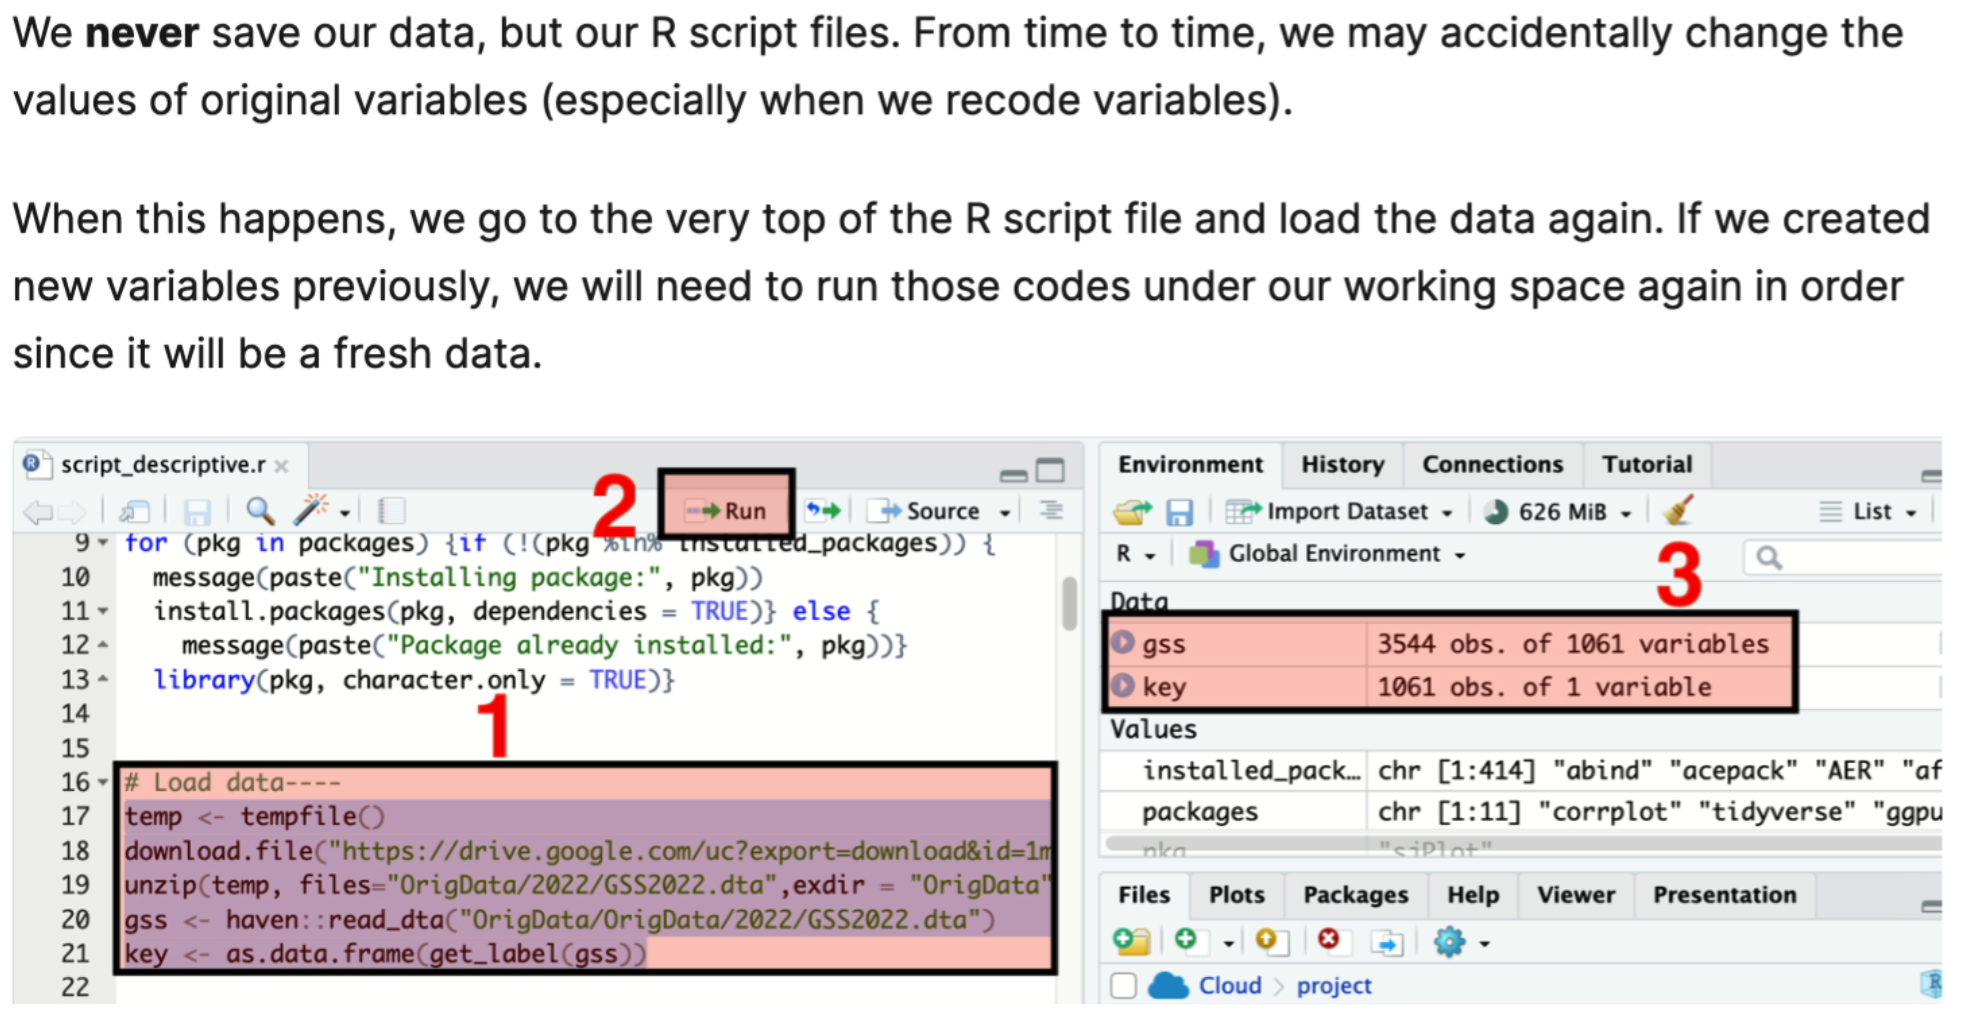 We never save our data, but our R script files. From time to time, we may accidentally change the
values of original variables (especially when we recode variables).
When this happens, we go to the very top of the R script file and load the data again. If we created
new variables previously, we will need to run those codes under our working space again in order
since it will be a fresh data.
script_descriptive.r
2
Run
Source
9 for (pkg in packages) {if (!(pkg %in% installed_packages)) {
10 message(paste("Installing package:", pkg))
11 install.packages(pkg, dependencies = TRUE)} else {
12 message(paste("Package already installed:", pkg))}
13 library(pkg, character.only = TRUE)}
14
1
15
16 # Load data----
17 temp <- tempfile()
18 download.file("https://drive.google.com/uc?export=download&id=1m
19 unzip(temp, files="OrigData/2022/GSS2022.dta",exdir = "OrigData"
20 gss <- haven::read_dta("OrigData/OrigData/2022/GSS2022.dta")
21 key <- as.data.frame(get_label(gss))
22
Environment History Connections Tutorial
Import Dataset 626 MiB List
R Global Environment
3
Data
gss 3544 obs. of 1061 variables
key 1061 obs. of 1 variable
Values
installed_pack… chr [1:414] "abind" "acepack" "AER" "af
packages chr [1:11] "corrplot" "tidyverse" "ggpu
pkg "sjPlot"
Files Plots Packages Help Viewer Presentation
Cloud > project